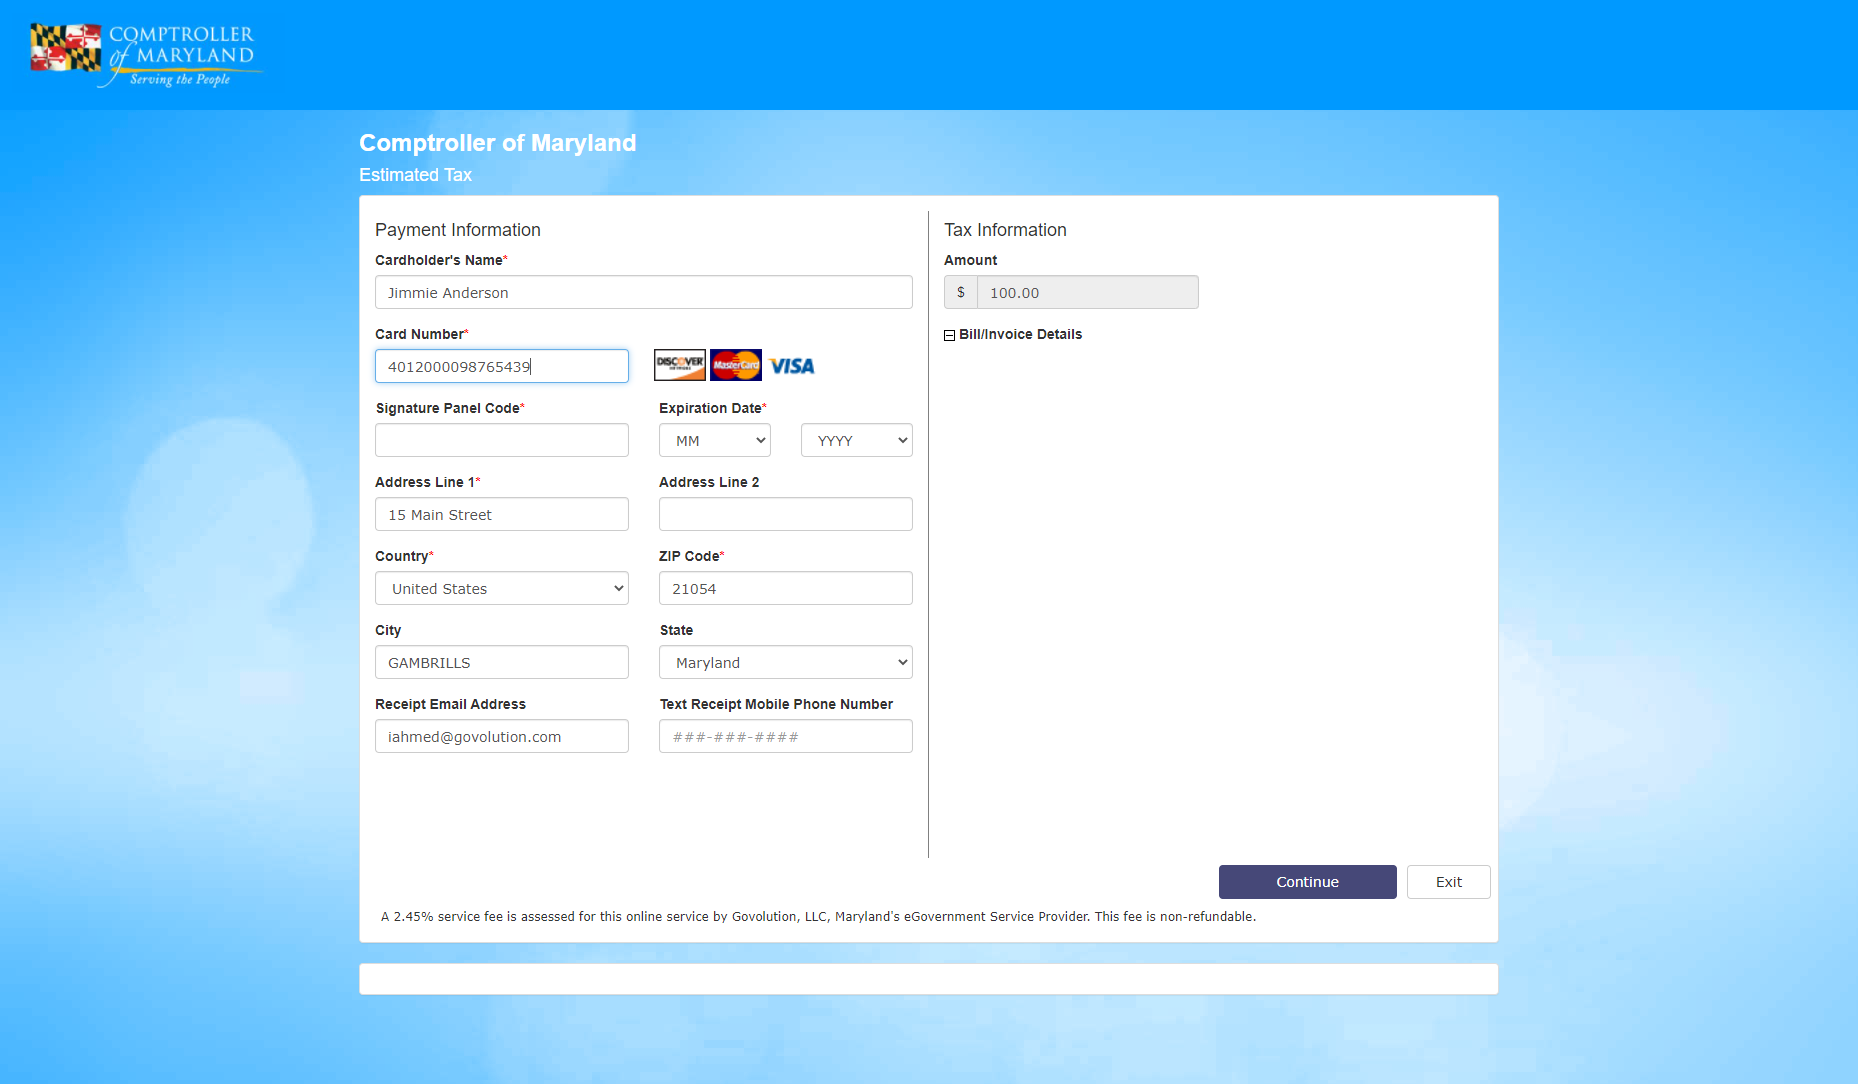 COMPTROLLER
of MARYLAND
Serving the People
Comptroller of Maryland
Estimated Tax
Payment Information
Cardholder's Name*
Jimmie Anderson
Card Number*
4012000098765439
DISCOVER
NETWORK
MasterCard
VISA
Signature Panel Code*
Expiration Date*
MM
YYYY
Address Line 1*
Address Line 2
15 Main Street
Country*
ZIP Code*
United States
21054
City
State
GAMBRILLS
Maryland
Receipt Email Address
Text Receipt Mobile Phone Number
iahmed@govolution.com
###-###-####
Tax Information
Amount
$ 100.00
Bill/Invoice Details
Continue
Exit
A 2.45% service fee is assessed for this online service by Govolution, LLC, Maryland's eGovernment Service Provider. This fee is non-refundable.